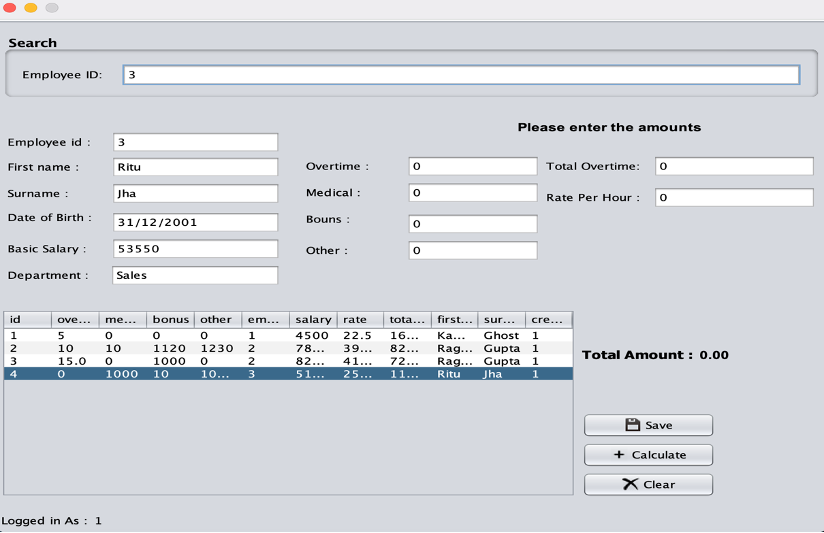 Search
Employee ID: 3
Please enter the amounts
Employee id : 3
First name : Ritu Overtime : 0 Total Overtime: 0
Surname : Jha Medical : 0 Rate Per Hour : 0
Date of Birth : 31/12/2001 Bouns : 0
Basic Salary : 53550 Other : 0
Department : Sales
id ove... me... bonus other em... salary rate tota... first... sur... cre...
1 5 0 0 0 1 4500 22.5 16... Ka... Ghost 1
2 10 10 1120 1230 2 78... 39... 82... Rag... Gupta 1
3 15.0 0 1000 0 2 82... 41... 72... Rag... Gupta 1
4 0 1000 10 10... 3 51... 25... 11... Ritu Jha 1
Total Amount : 0.00
Save
+ Calculate
Clear
Logged in As : 1